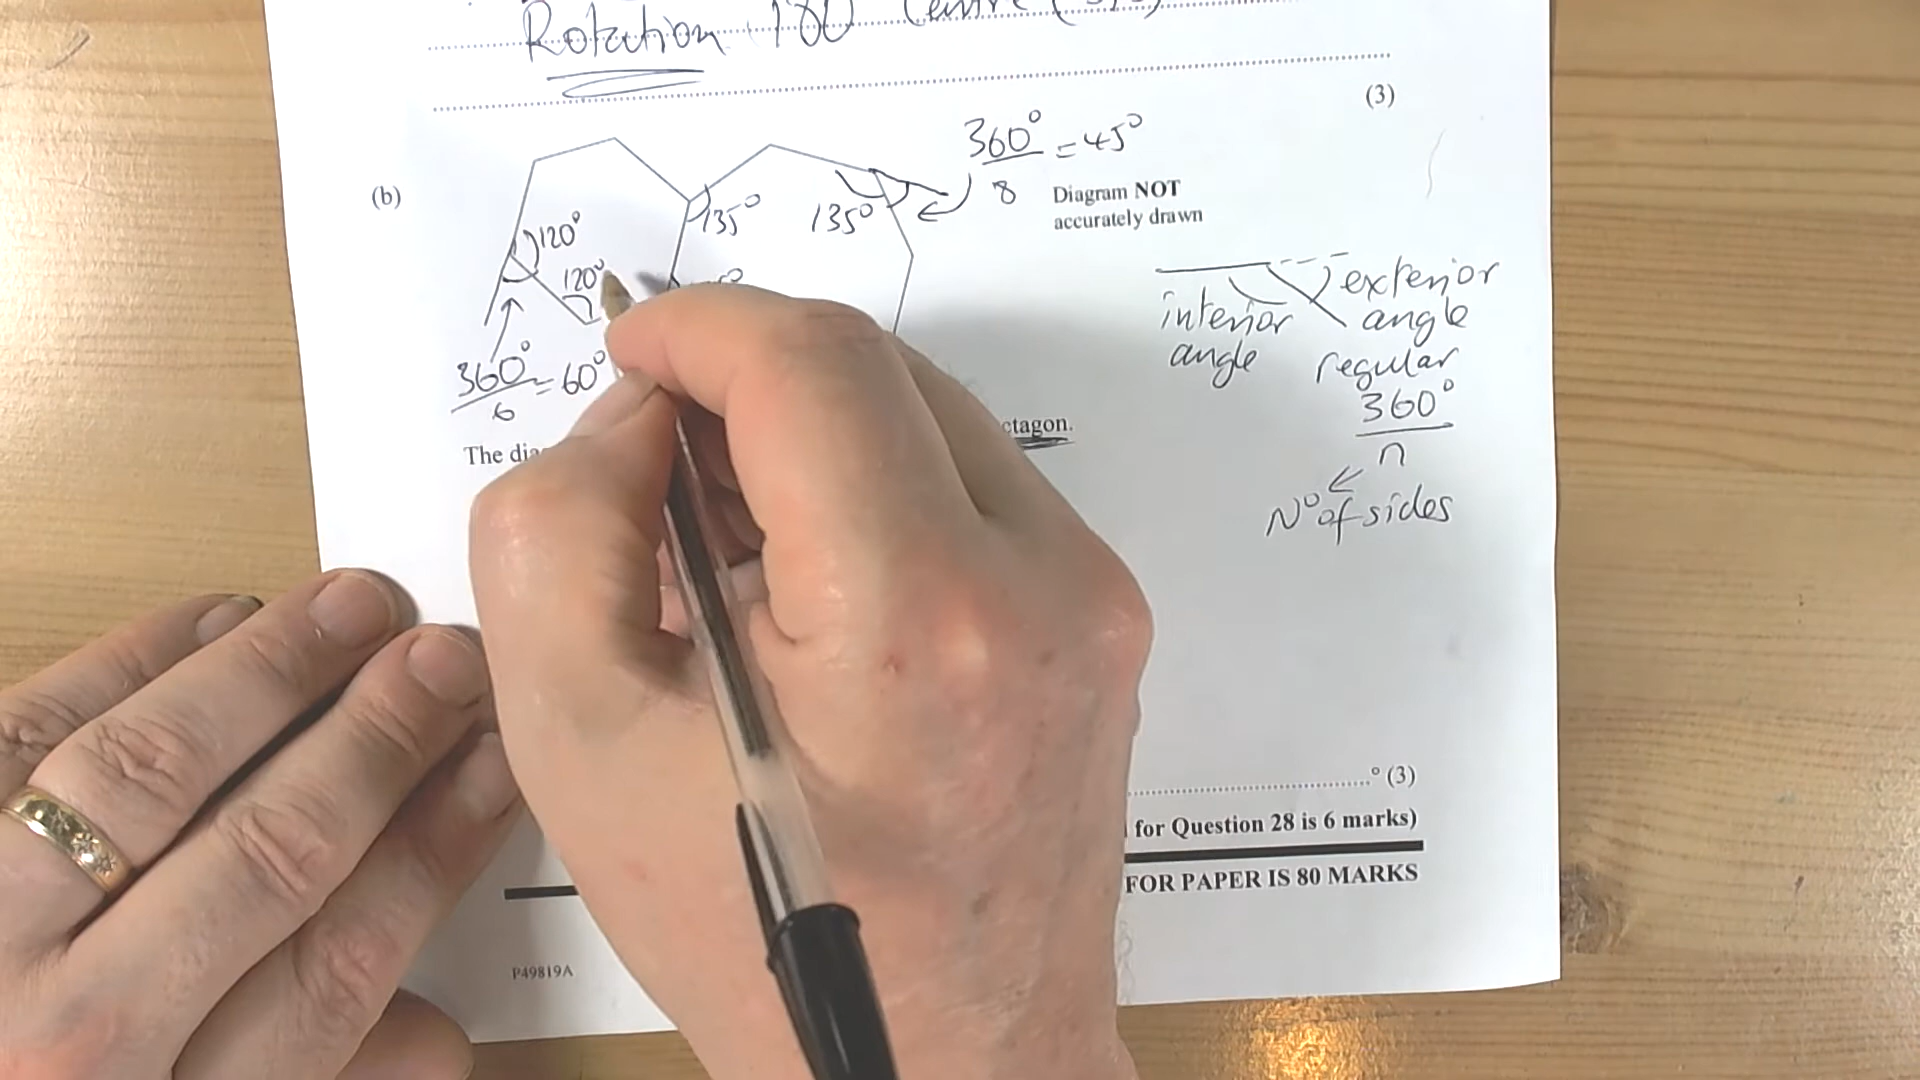 Rotation 180
(3)
360° = 45°
8
(b)
Diagram NOT
accurately drawn
135°
135°
120°
120°
exterior
angle
interior
angle
regular
360°
n
N° of sides
360° = 60°
6
ctagon.
The dia
° (3)
for Question 28 is 6 marks)
FOR PAPER IS 80 MARKS
P49819A